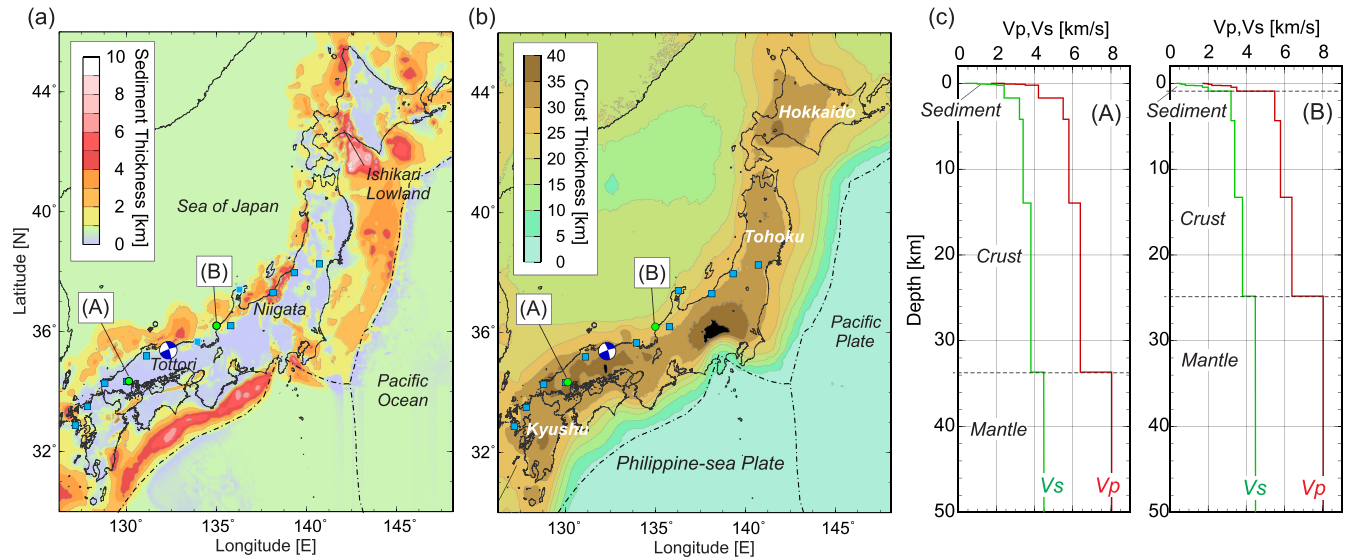 (a)
10
8
6
4
2
0
Sediment Thickness [km]
Sea of Japan
Ishikari
Lowland
(B)
(A)
Niigata
Tottori
Pacific
Ocean
44˚
40˚
36˚
32˚
Latitude [N]
130˚
135˚
140˚
145˚
Longitude [E]
(b)
40
35
30
25
20
15
10
5
Crust Thickness [km]
Hokkaido
Tohoku
(B)
(A)
Kyushu
Pacific
Plate
Philippine-sea Plate
44˚
40˚
36˚
32˚
130˚
135˚
140˚
145˚
Longitude [E]
(c)
Vp,Vs [km/s]
0 2 4 6 8
0
10
20
30
40
50
Depth [km]
Sediment
(A)
Crust
Mantle
Vs
Vp
Vp,Vs [km/s]
0 2 4 6 8
0
10
20
30
40
50
Sediment
(B)
Crust
Mantle
Vs
Vp